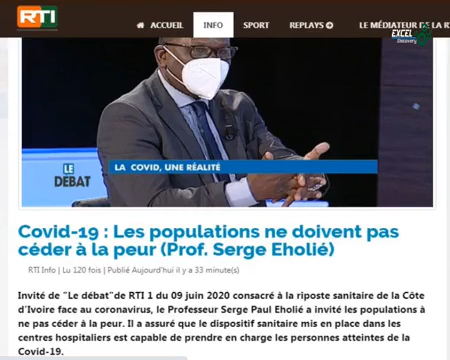 RTI
ACCUEIL INFO SPORT REPLAYS LE MÉDIATEUR DE LA RT
EXCEL
Discovery
LE
DÉBAT
LA COVID, UNE RÉALITÉ
Covid-19 : Les populations ne doivent pas
céder à la peur (Prof. Serge Eholié)
RTI Info | Lu 120 fois | Publié Aujourd'hui il y a 33 minute(s)
Invité de "Le débat"de RTI 1 du 09 juin 2020 consacré à la riposte sanitaire de la Côte
d'Ivoire face au coronavirus, le Professeur Serge Paul Eholié a invité les populations à
ne pas céder à la peur. Il a assuré que le dispositif sanitaire mis en place dans les
centres hospitaliers est capable de prendre en charge les personnes atteintes de la
Covid-19.